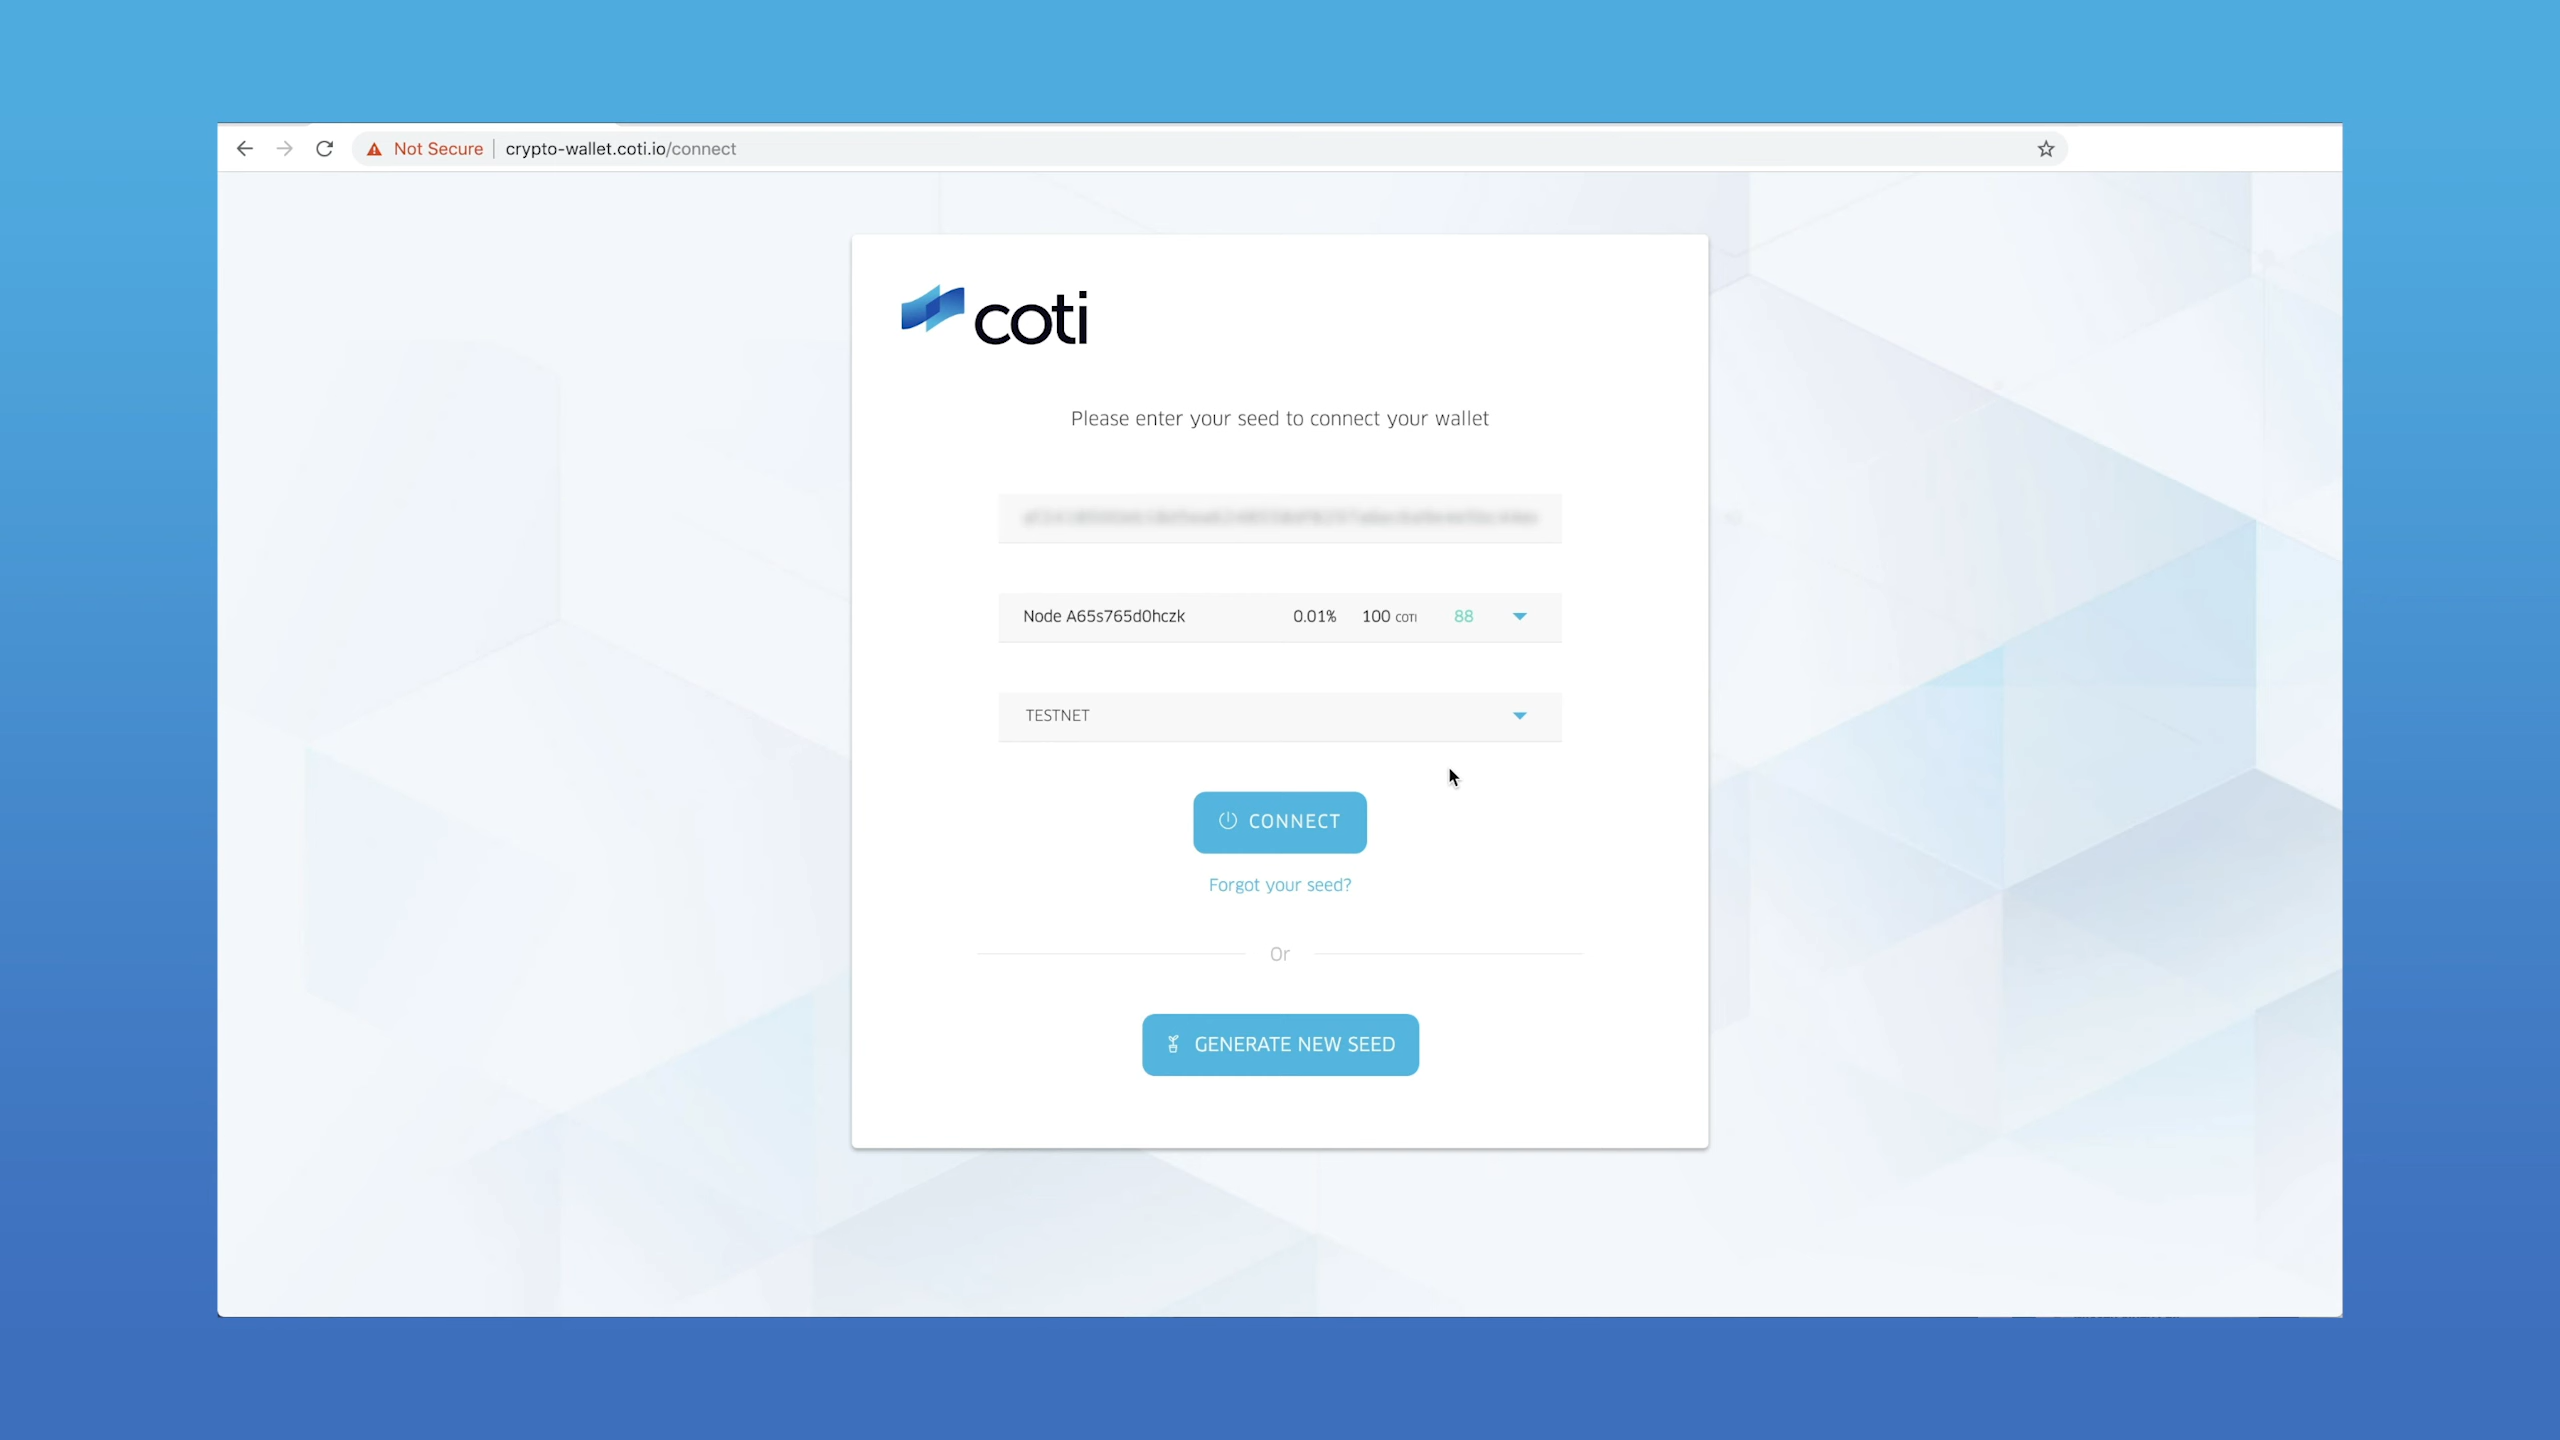 Not Secure | crypto-wallet.coti.io/connect
coti
Please enter your seed to connect your wallet
Node A65s765d0hczk 0.01% 100 COTI 88
TESTNET
CONNECT
Forgot your seed?
Or
GENERATE NEW SEED